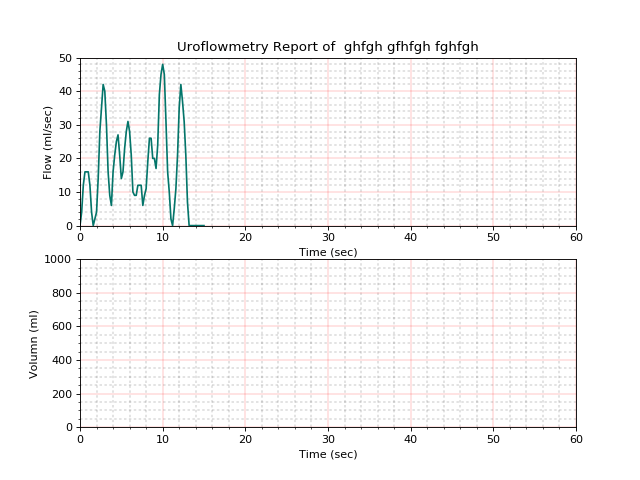 Uroflowmetry Report of  ghfgh gfhfgh fghfgh
Flow (ml/sec)
50
40
30
20
10
0
0 10 20 30 40 50 60
Time (sec)
Volumn (ml)
1000
800
600
400
200
0
0 10 20 30 40 50 60
Time (sec)